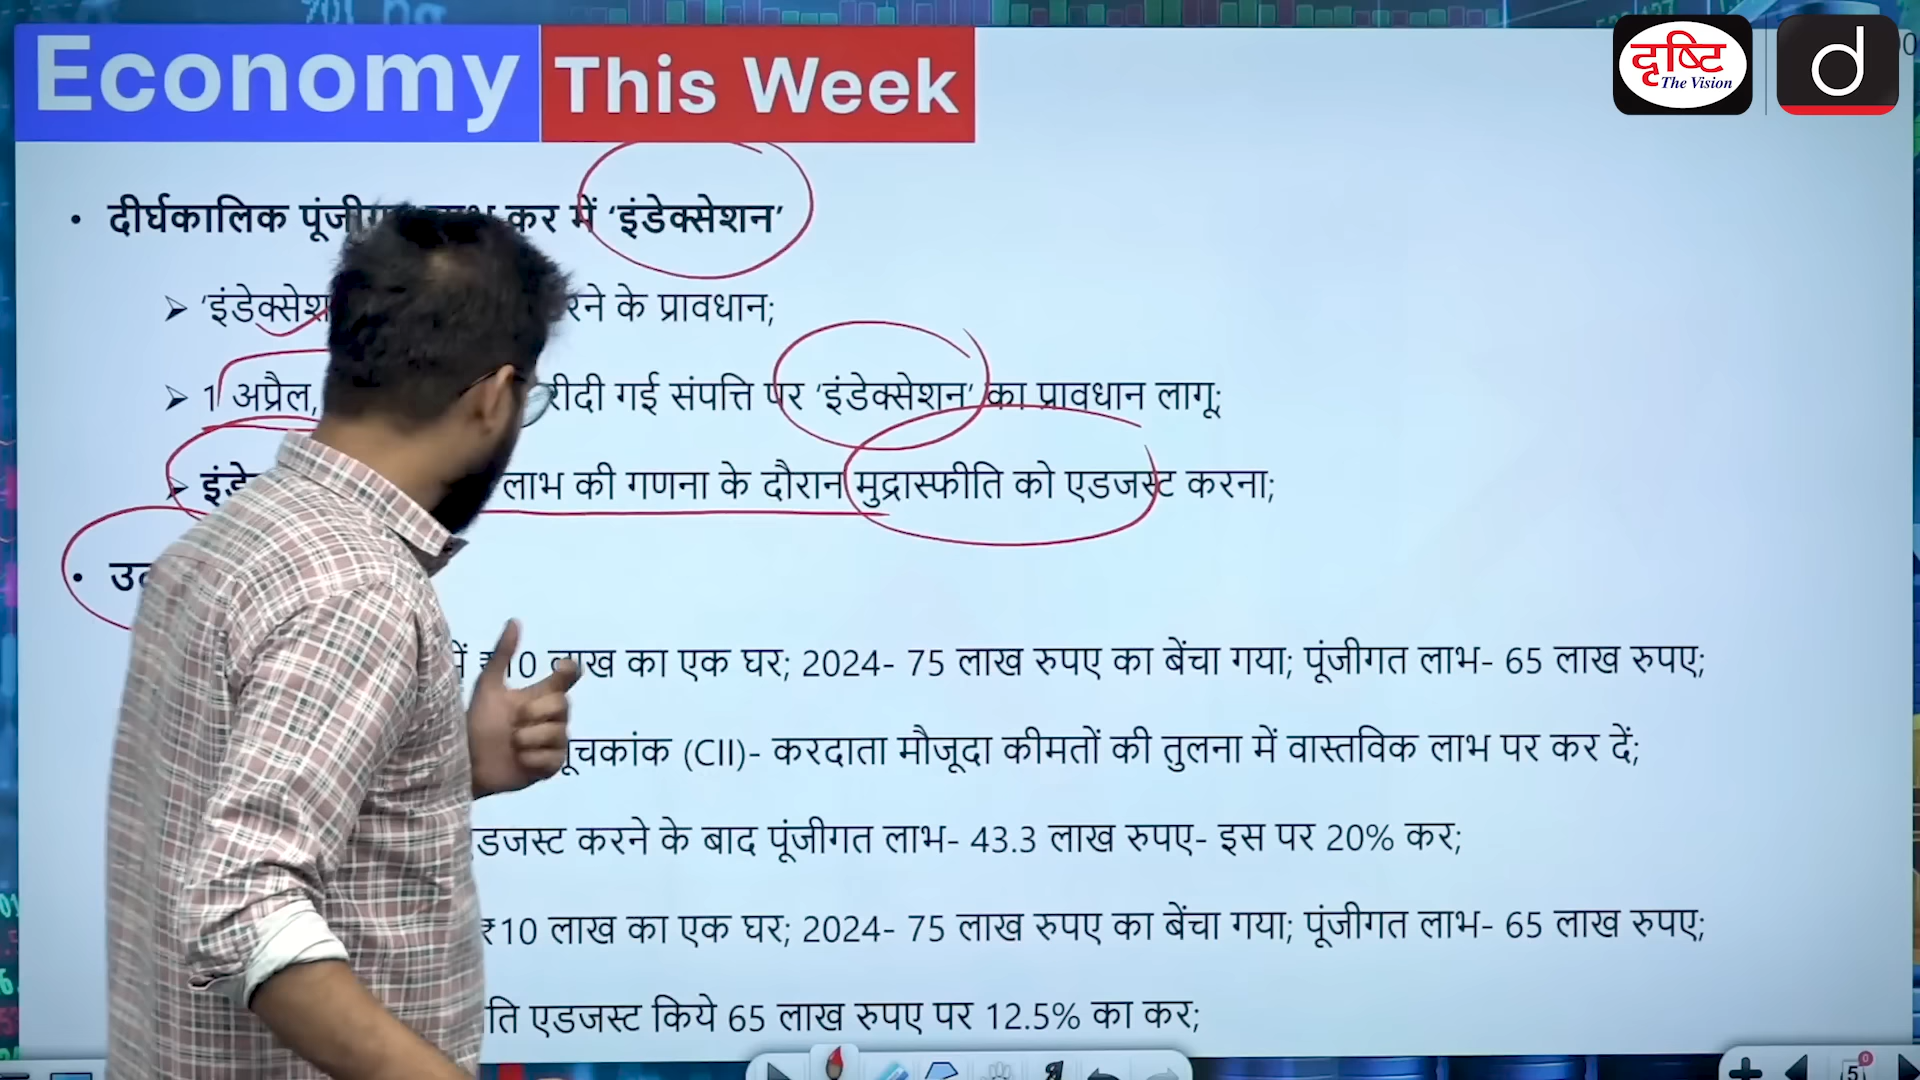 Economy This Week
दृष्टि
The Vision
d
• दीर्घकालिक कर में ‘इंडेक्सेशन’
➢ के प्रावधान;
➢ 1 अप्रैल, गई संपत्ति पर ‘इंडेक्सेशन’ का प्रावधान लागू;
➢ लाभ की गणना के दौरान मुद्रास्फीति को एडजस्ट करना;
•
₹10 लाख का एक घर; 2024- 75 लाख रुपए का बेंचा गया; पूंजीगत लाभ- 65 लाख रुपए;
(CII)- करदाता मौजूदा कीमतों की तुलना में वास्तविक लाभ पर कर दें;
करने के बाद पूंजीगत लाभ- 43.3 लाख रुपए- इस पर 20% कर;
₹10 लाख का एक घर; 2024- 75 लाख रुपए का बेंचा गया; पूंजीगत लाभ- 65 लाख रुपए;
एडजस्ट किये 65 लाख रुपए पर 12.5% का कर;
5
0